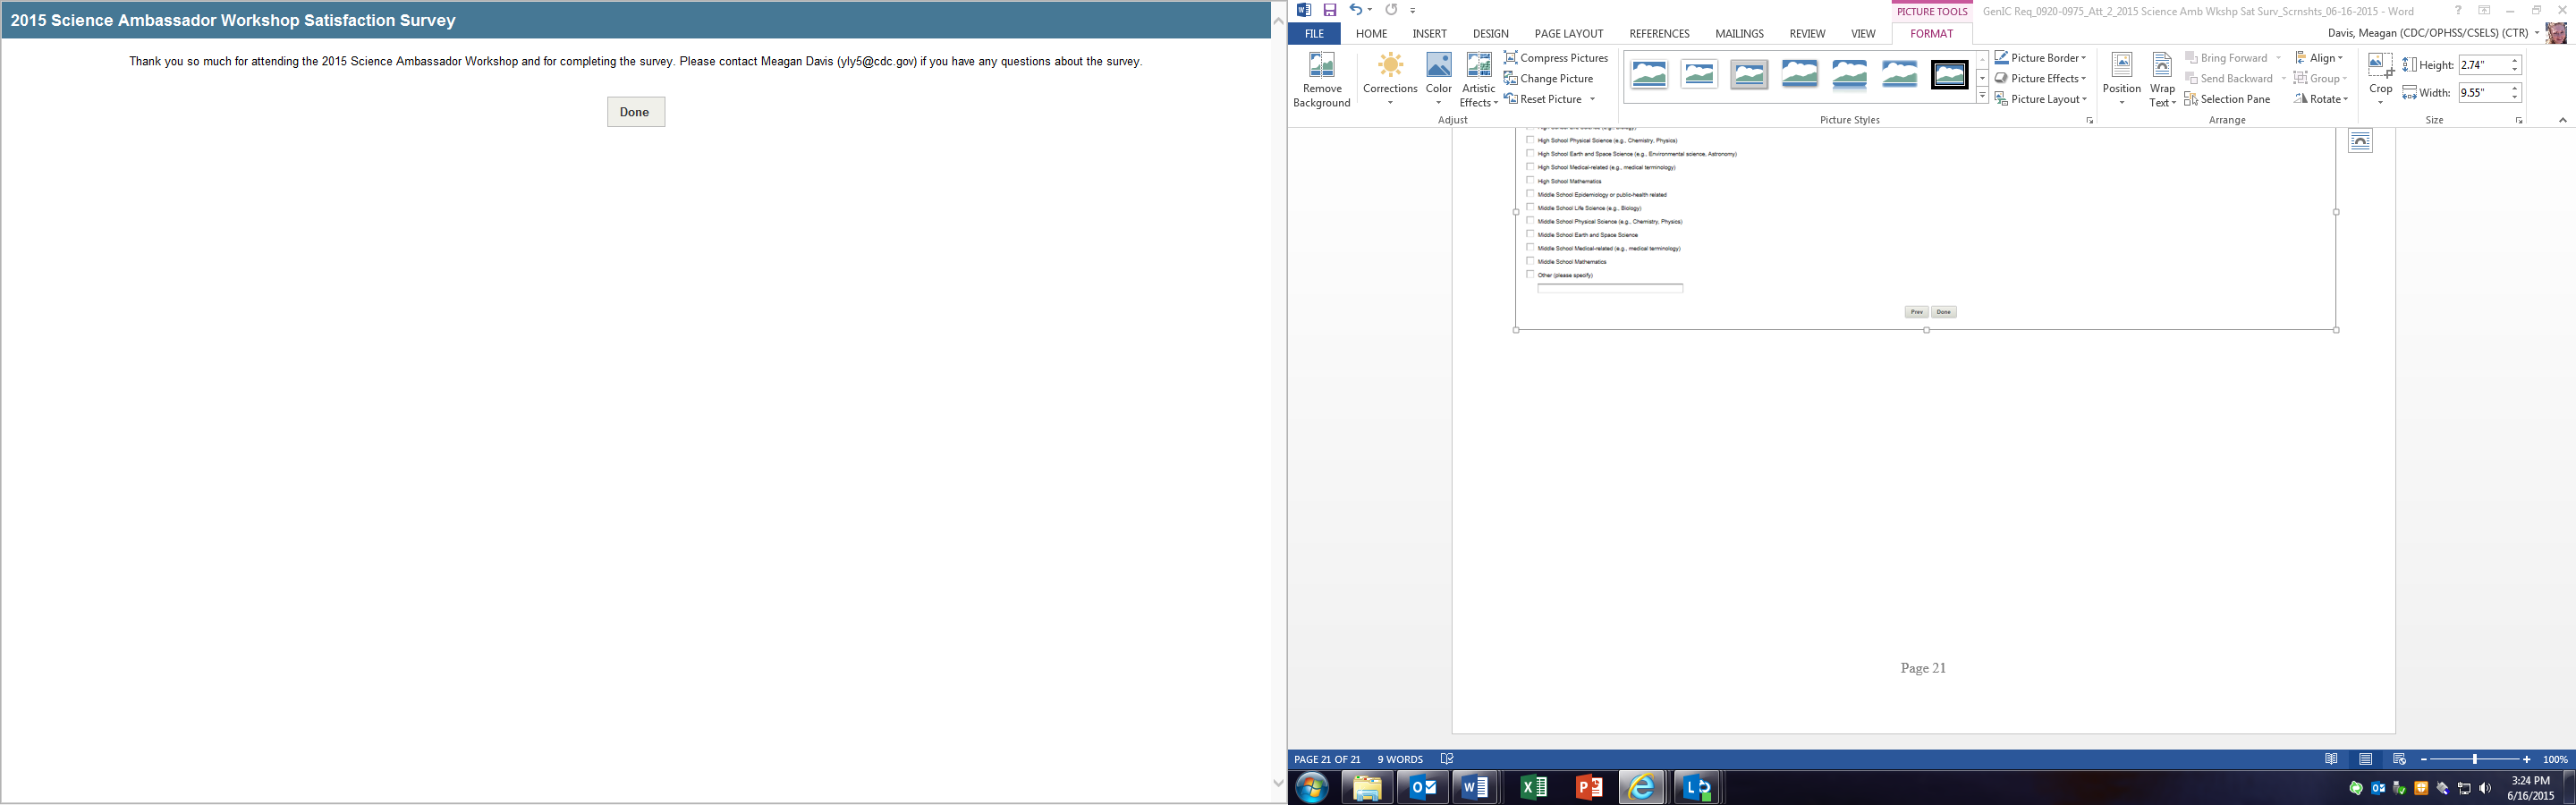 2015 Science Ambassador Workshop Satisfaction Survey
Thank you so much for attending the 2015 Science Ambassador Workshop and for completing the survey. Please contact Meagan Davis (yly5@cdc.gov) if you have any questions about the survey.
Done
PICTURE TOOLS
GenIC Req_0920-0975_Att_2_2015 Science Amb Wkshp Sat Surv_Scrnshts_06-16-2015 - Word
FILE HOME INSERT DESIGN PAGE LAYOUT REFERENCES MAILINGS REVIEW VIEW FORMAT
Davis, Meagan (CDC/OPHSS/CSELS) (CTR)
Remove Background
Corrections
Color
Artistic Effects
Compress Pictures
Change Picture
Reset Picture
Adjust
Picture Styles
Picture Border
Picture Effects
Picture Layout
Position
Wrap Text
Bring Forward
Send Backward
Selection Pane
Align
Group
Rotate
Arrange
Crop
Height: 2.74"
Width: 9.55"
Size
High School Physical Science (e.g., Chemistry, Physics)
High School Earth and Space Science (e.g., Environmental science, Astronomy)
High School Medical-related (e.g., medical terminology)
High School Mathematics
Middle School Epidemiology or public-health related
Middle School Life Science (e.g., Biology)
Middle School Physical Science (e.g., Chemistry, Physics)
Middle School Earth and Space Science
Middle School Medical-related (e.g., medical terminology)
Middle School Mathematics
Other (please specify)
Prev Done
Page 21
PAGE 21 OF 21 9 WORDS
100%
3:24 PM
6/16/2015